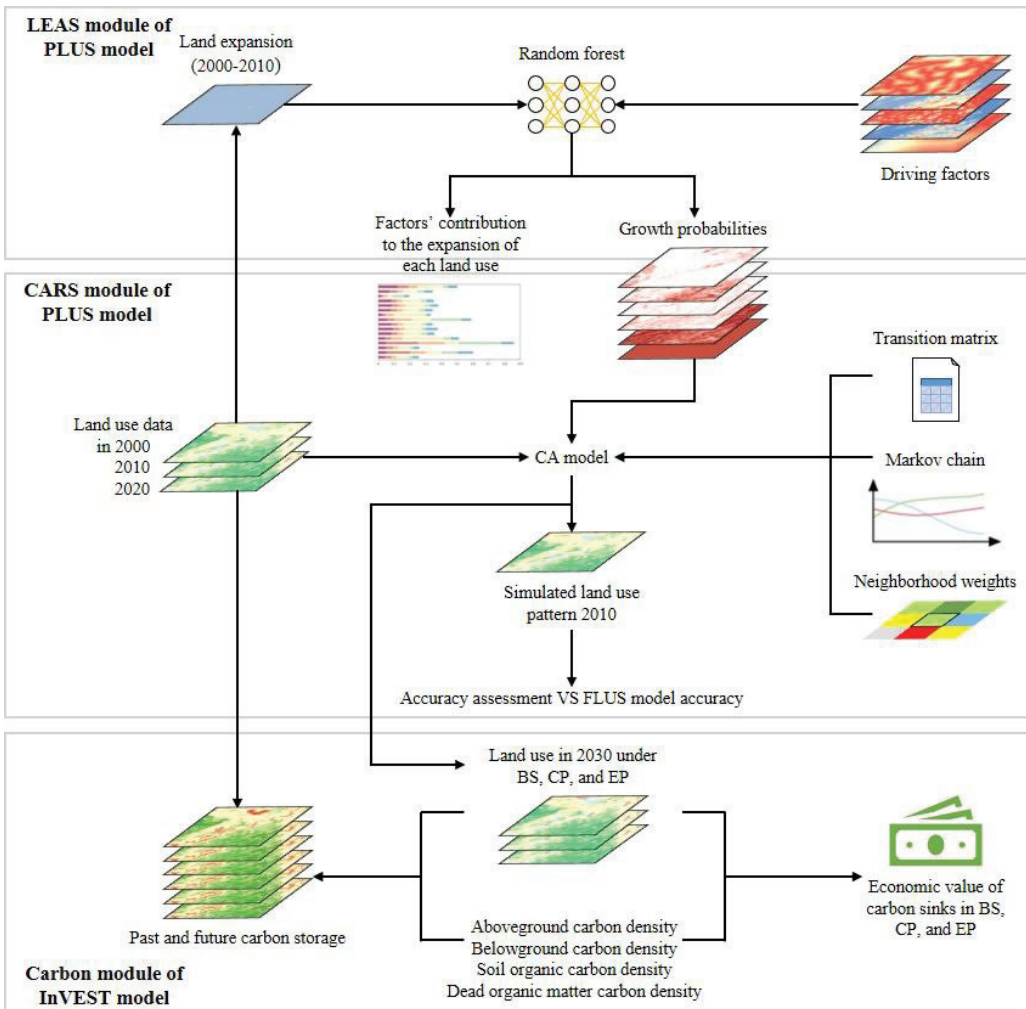 LEAS module of
PLUS model
Land expansion
(2000-2010)
Random forest
Driving factors
Factors' contribution
to the expansion of
each land use
Growth probabilities
CARS module of
PLUS model
Transition matrix
Land use data
in 2000
2010
2020
CA model
Markov chain
Neighborhood weights
Simulated land use
pattern 2010
Accuracy assessment VS FLUS model accuracy
Land use in 2030 under
BS, CP, and EP
Economic value of
carbon sinks in BS,
CP, and EP
Aboveground carbon density
Belowground carbon density
Soil organic carbon density
Dead organic matter carbon density
Past and future carbon storage
Carbon module of
InVEST model